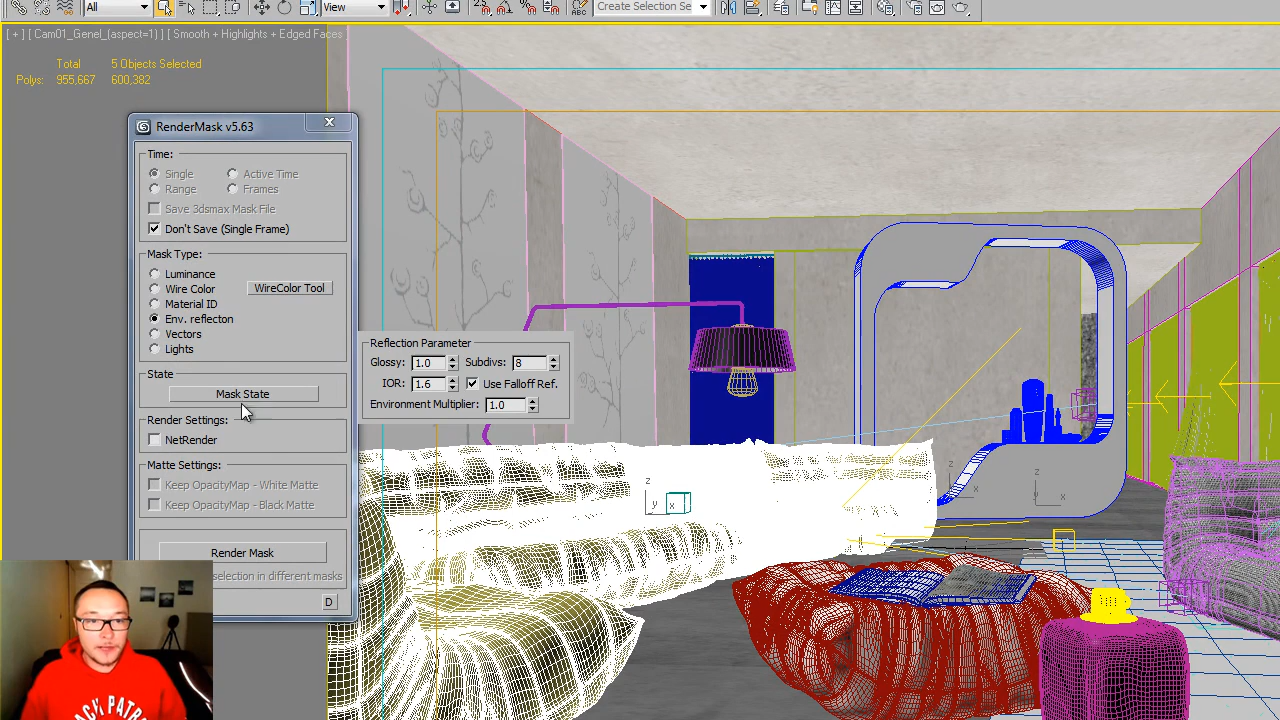 All
View
Create Selection Se
[ + ] [ Cam01_Genel_(aspect=1) ] [ Smooth + Highlights + Edged Faces
Total 5 Objects Selected
Polys: 955,667 600,382
RenderMask v5.63
Time:
Single Active Time
Range Frames
Save 3dsmax Mask File
Don't Save (Single Frame)
Mask Type:
Luminance
Wire Color WireColor Tool
Material ID
Env. reflecton
Vectors
Lights
Reflection Parameter
Glossy: 1.0 Subdivs: 8
IOR: 1.6 Use Falloff Ref.
Environment Multiplier: 1.0
State
Mask State
Render Settings:
NetRender
Matte Settings:
Keep OpacityMap - White Matte
Keep OpacityMap - Black Matte
Render Mask
selection in different masks
D
z
y x
z
x
z
y x